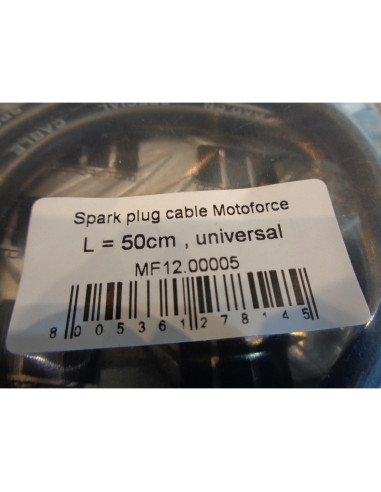 Spark plug cable Motoforce
L = 50cm , universal
MF12.00005
8 005361 278145